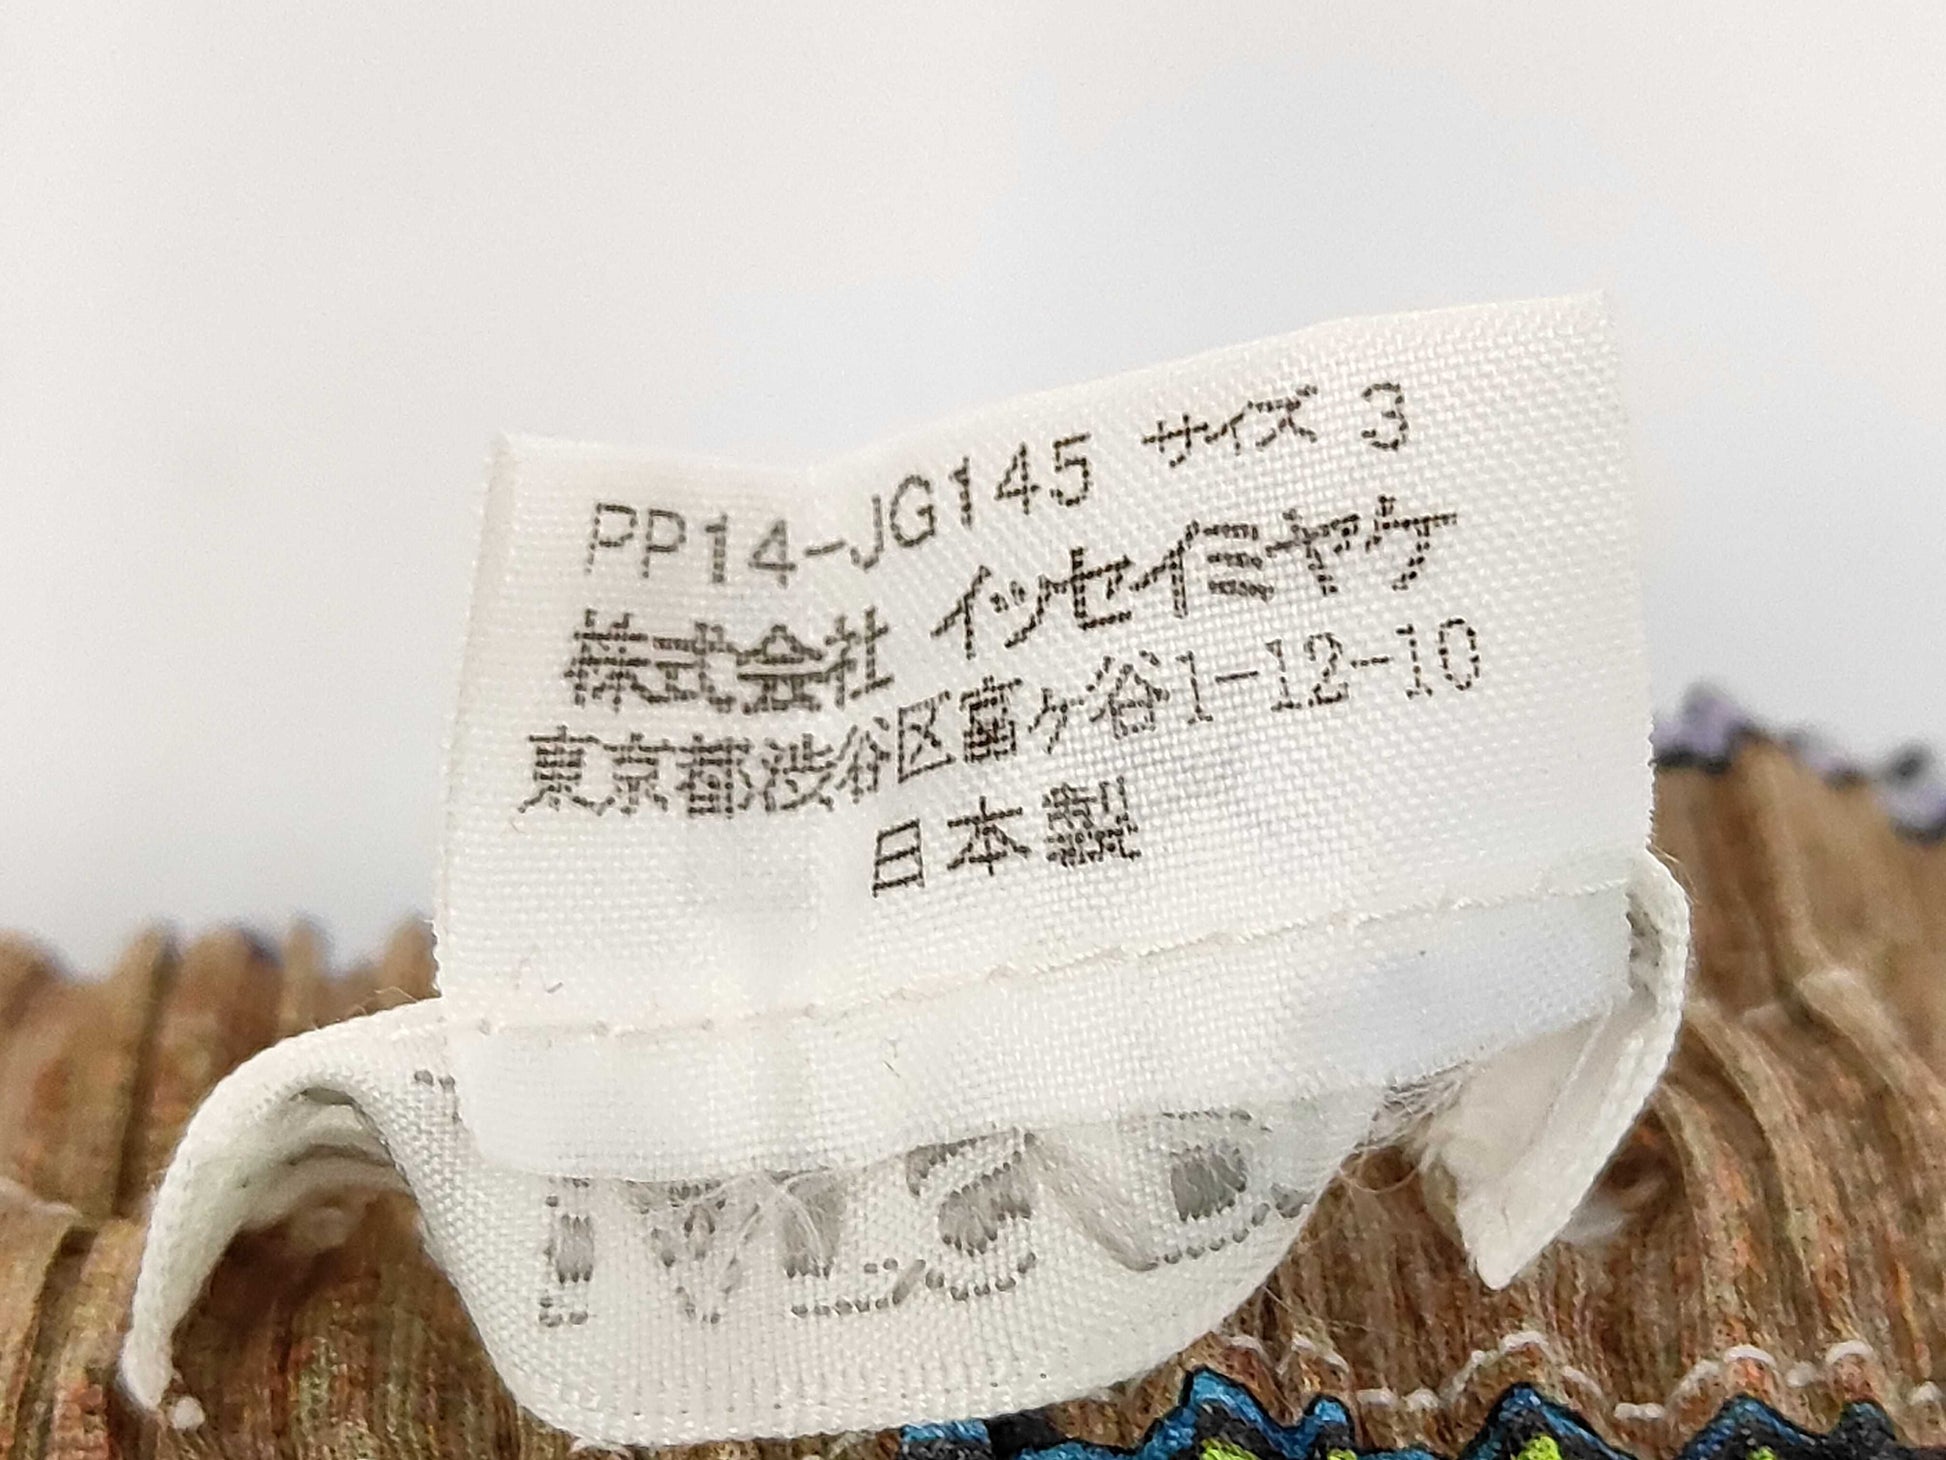 PP14-JG145 サイズ 3
株式会社 イッセイミヤケ
東京都渋谷区富ヶ谷1-12-10
日本製